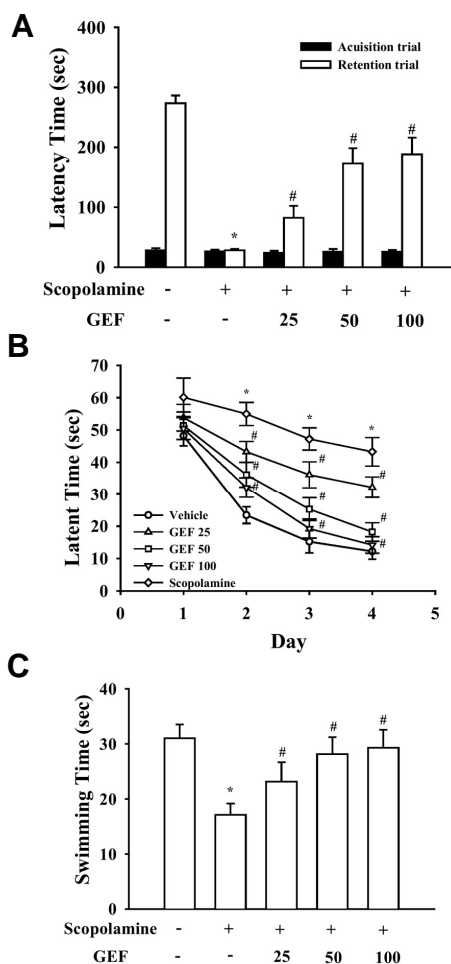 A
400
300
200
100
0
Latency Time (sec)
Acuisition trial
Retention trial
*
#
#
#
Scopolamine - + + + +
GEF - - 25 50 100
B
70
60
50
40
30
20
10
0
Latent Time (sec)
* * *
# # #
# # #
# # #
Vehicle
GEF 25
GEF 50
GEF 100
Scopolamine
0 1 2 3 4 5
Day
C
40
30
20
10
0
Swimming Time (sec)
*
#
#
#
Scopolamine - + + + +
GEF - - 25 50 100